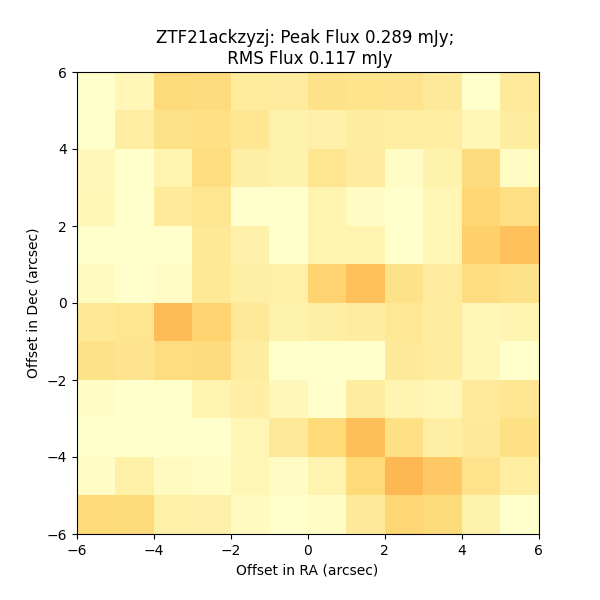 ZTF21ackzyzj: Peak Flux 0.289 mJy;
RMS Flux 0.117 mJy
6
4
2
0
−2
−4
−6
Offset in Dec (arcsec)
−6 −4 −2 0 2 4 6
Offset in RA (arcsec)